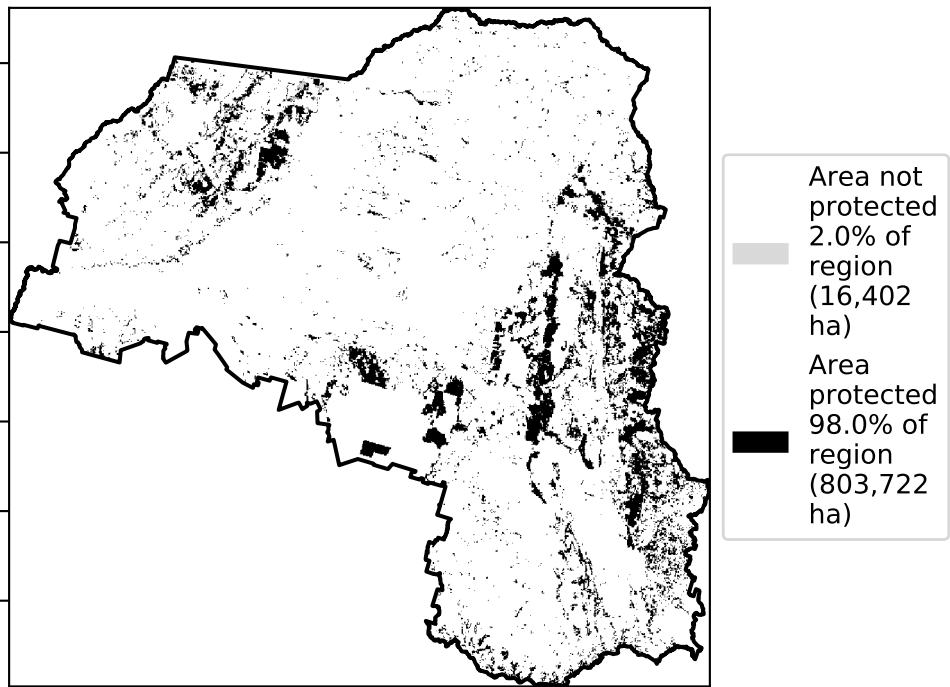 Area not
protected
2.0% of
region
(16,402
ha)
Area
protected
98.0% of
region
(803,722
ha)